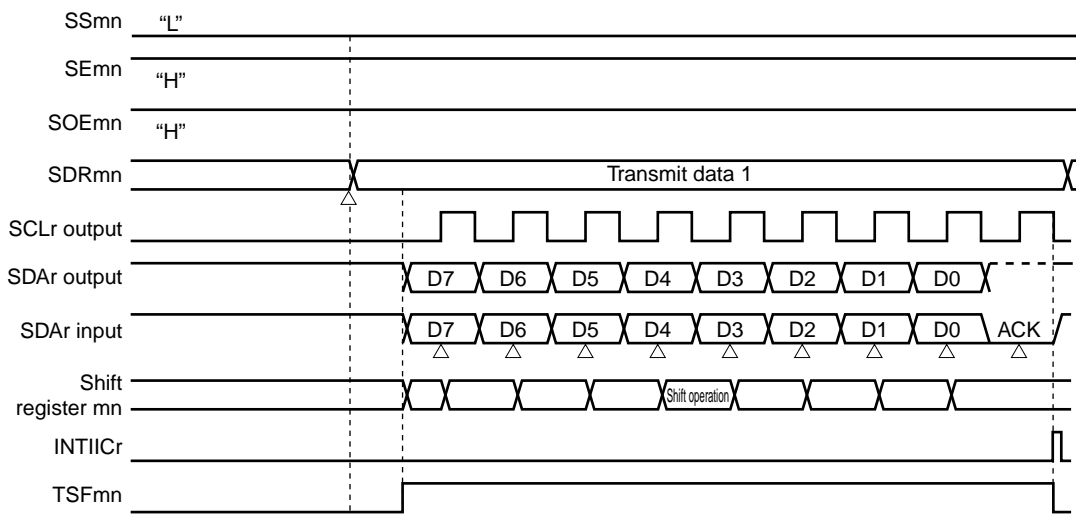 SSmn “L”
SEmn “H”
SOEmn “H”
SDRmn Transmit data 1
SCLr output
SDAr output D7 D6 D5 D4 D3 D2 D1 D0
SDAr input D7 D6 D5 D4 D3 D2 D1 D0 ACK
Shift
register mn Shift operation
INTIICr
TSFmn